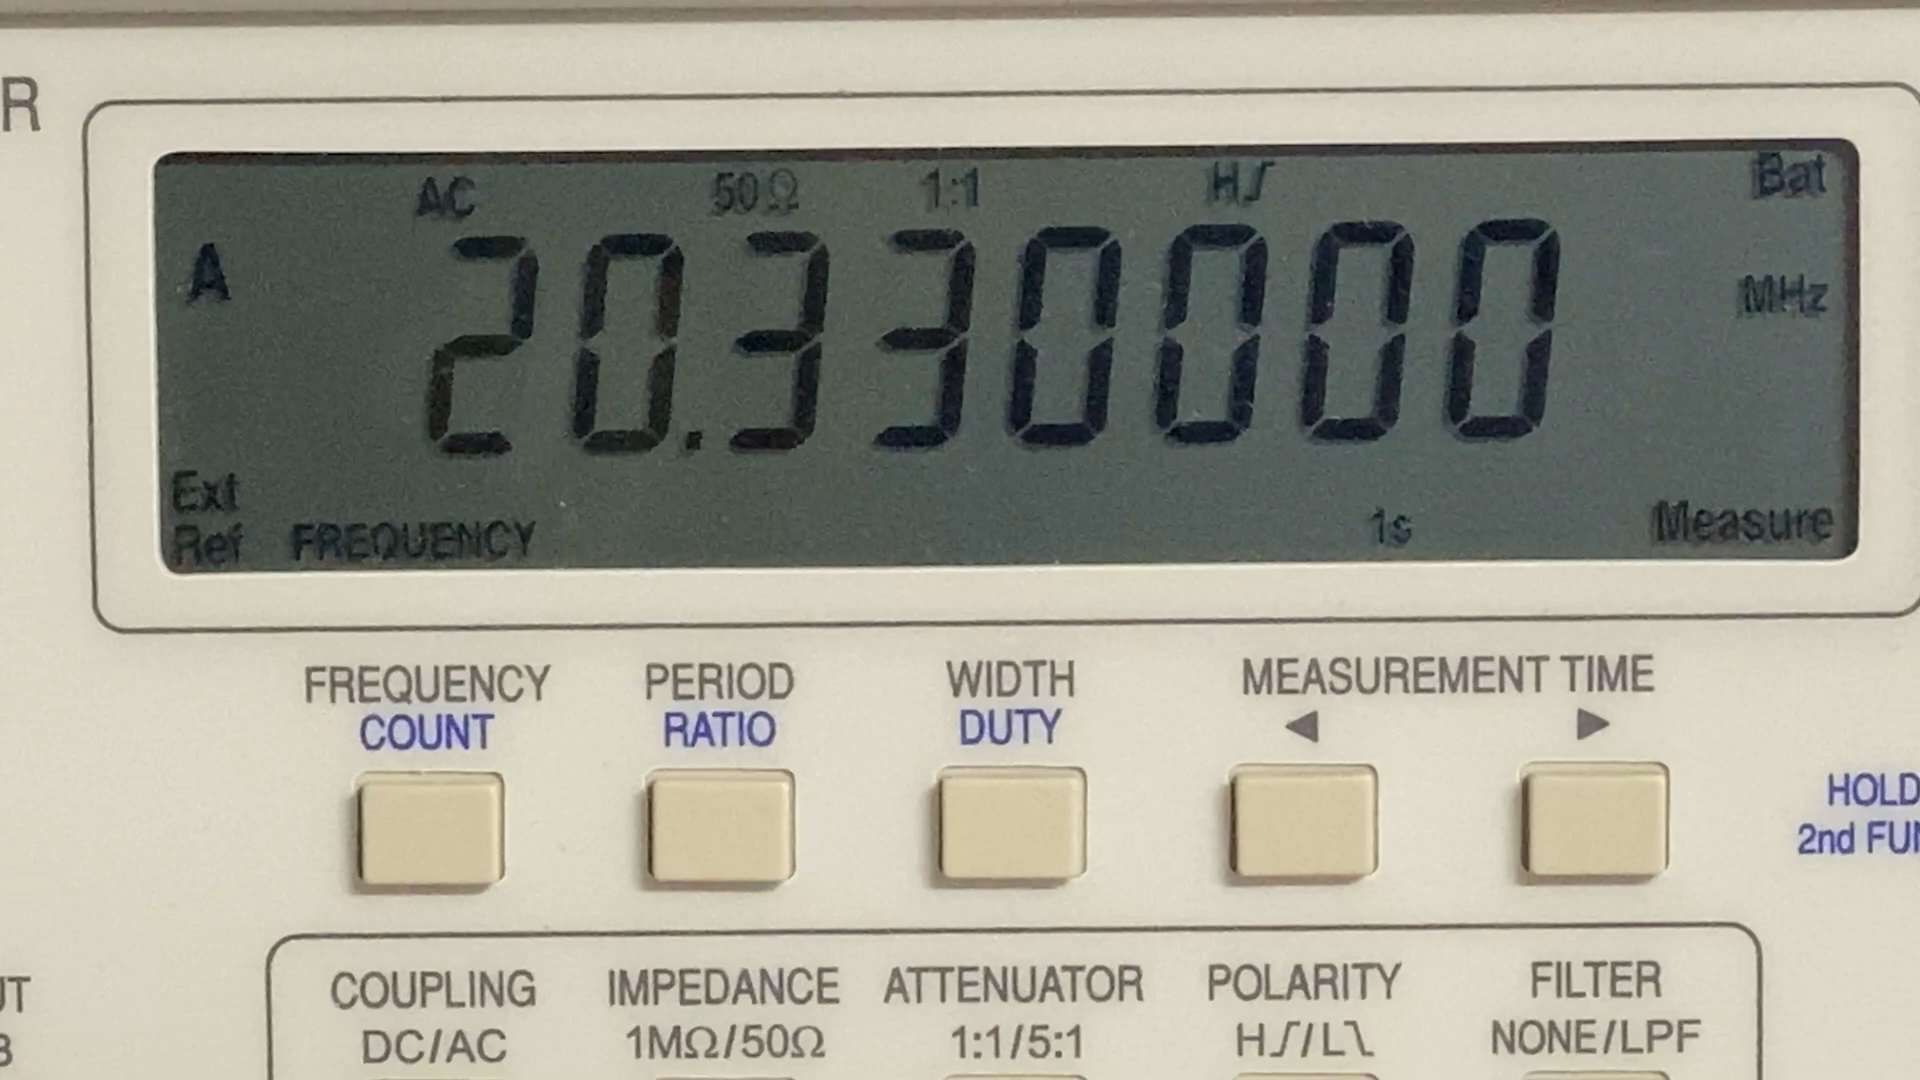 R
AC 50Ω 1:1 H⎍ Bat
A 20.330000 MHz
Ext
Ref FREQUENCY 1s Measure
FREQUENCY PERIOD WIDTH MEASUREMENT TIME
COUNT RATIO DUTY ◀ ▶
HOLD
2nd FUN
COUPLING IMPEDANCE ATTENUATOR POLARITY FILTER
DC/AC 1MΩ/50Ω 1:1/5:1 H/L NONE/LPF
UT
B